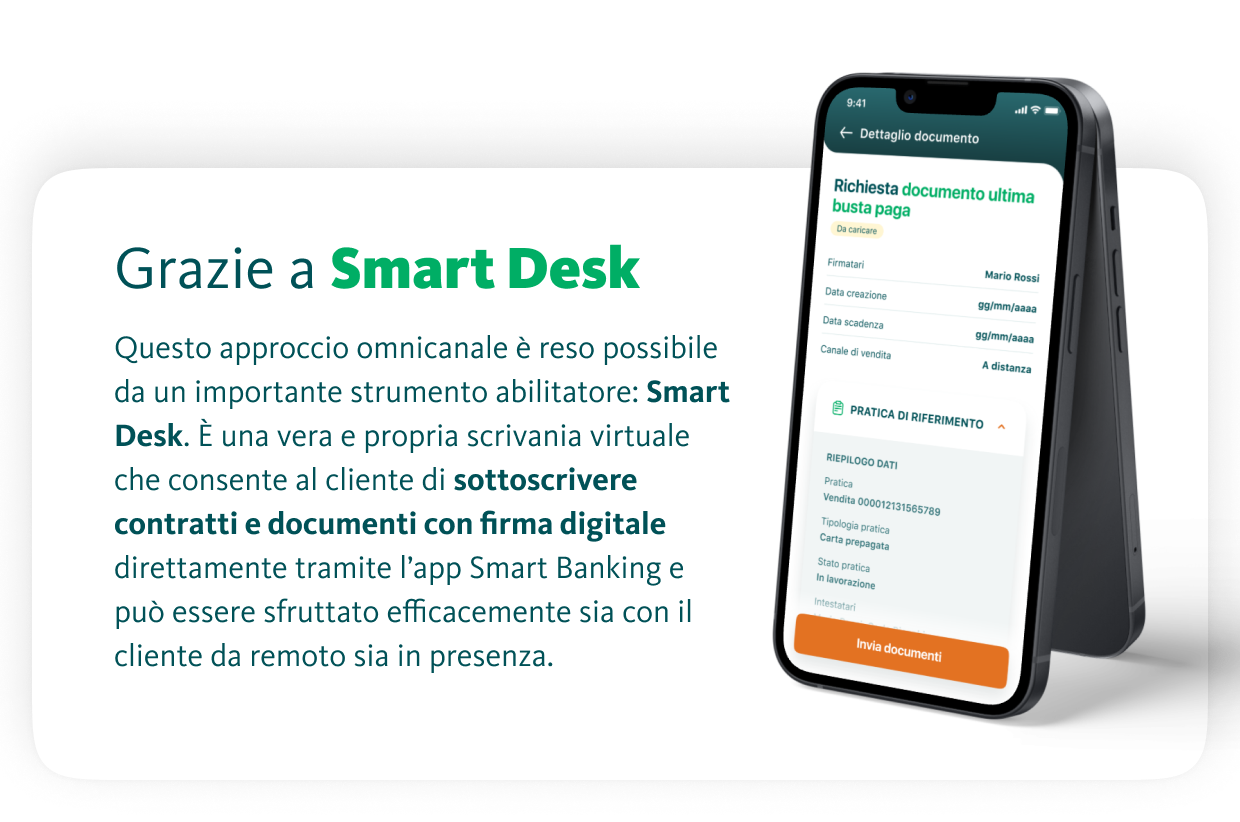 Grazie a Smart Desk
Questo approccio omnicanale è reso possibile
da un importante strumento abilitatore: Smart
Desk. È una vera e propria scrivania virtuale
che consente al cliente di sottoscrivere
contratti e documenti con firma digitale
direttamente tramite l’app Smart Banking e
può essere sfruttato efficacemente sia con il
cliente da remoto sia in presenza.
9:41
Dettaglio documento
Richiesta documento ultima
busta paga
Da caricare
Firmatari Mario Rossi
Data creazione gg/mm/aaaa
Data scadenza gg/mm/aaaa
Canale di vendita A distanza
PRATICA DI RIFERIMENTO
RIEPILOGO DATI
Pratica
Vendita 000012131565789
Tipologia pratica
Carta prepagata
Stato pratica
In lavorazione
Intestatari
Invia documenti